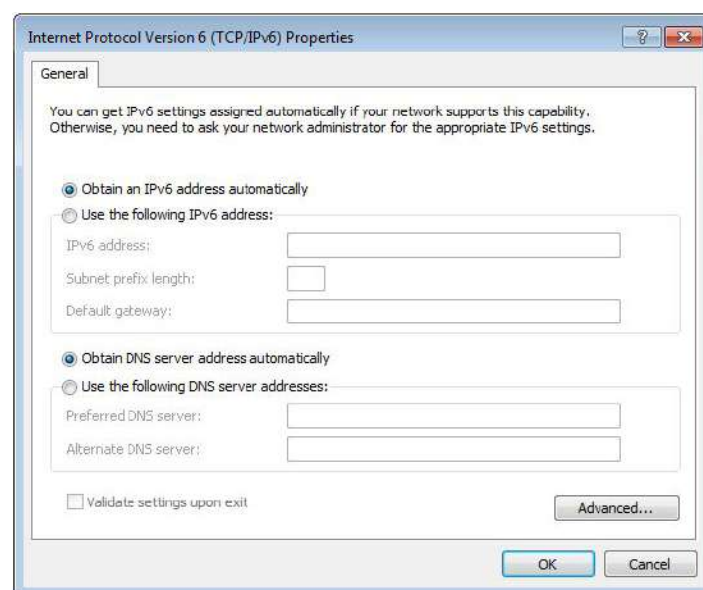 Internet Protocol Version 6 (TCP/IPv6) Properties
General
You can get IPv6 settings assigned automatically if your network supports this capability.
Otherwise, you need to ask your network administrator for the appropriate IPv6 settings.
Obtain an IPv6 address automatically
Use the following IPv6 address:
IPv6 address:
Subnet prefix length:
Default gateway:
Obtain DNS server address automatically
Use the following DNS server addresses:
Preferred DNS server:
Alternate DNS server:
Validate settings upon exit
Advanced...
OK
Cancel